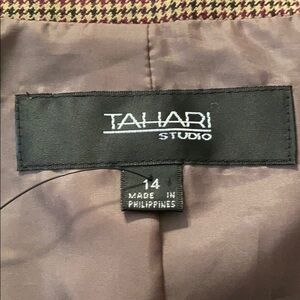 TAHARI
STUDIO
14
MADE IN
PHILIPPINES